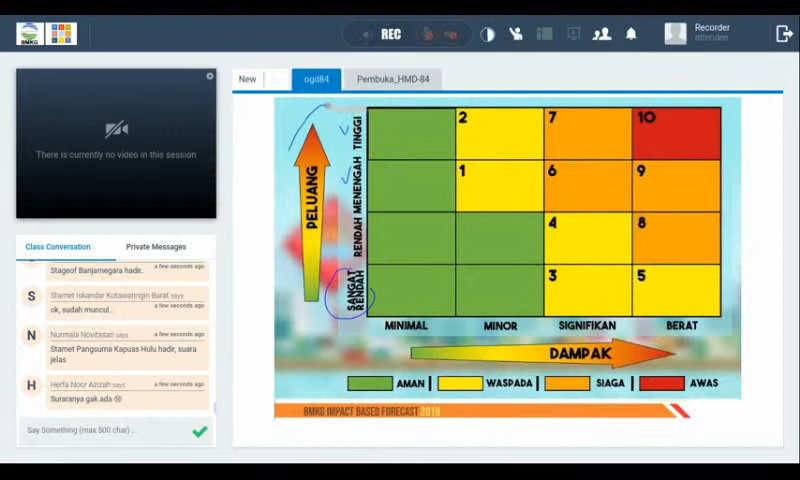 BMKG
REC
Recorder
attendee
New
ogd84
Pembuka_HMD-84
There is currently no video in this session
Class Conversation
Private Messages
Stageof Banjarnegara hadir..
a few seconds ago
S
Stamet Iskandar Kotawaringin Barat says:
a few seconds ago
ok, sudah muncul...
N
Nurmala Novitasari says:
a few seconds ago
Stamet Pangsuma Kapuas Hulu hadir, suara
jelas
H
Herfa Noor Azizah says:
a few seconds ago
Suraranya gak ada ☹
Say Something (max 500 char) ...
PELUANG
TINGGI
MENENGAH
RENDAH
SANGAT
RENDAH
2
7
10
1
6
9
4
8
3
5
MINIMAL
MINOR
SIGNIFIKAN
BERAT
DAMPAK
AMAN
WASPADA
SIAGA
AWAS
BMKG IMPACT BASED FORECAST 2019